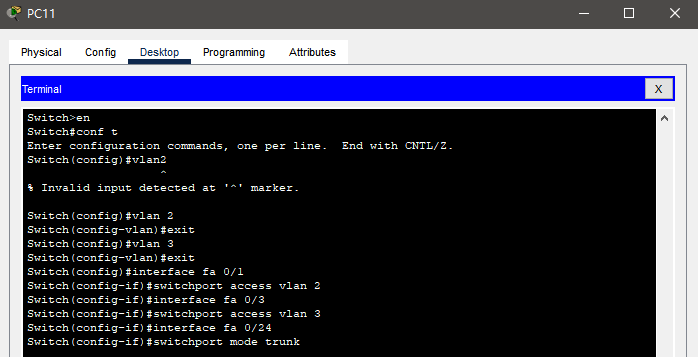 PC11
Physical Config Desktop Programming Attributes
Terminal X
Switch>en
Switch#conf t
Enter configuration commands, one per line.  End with CNTL/Z.
Switch(config)#vlan2
^
% Invalid input detected at '^' marker.
Switch(config)#vlan 2
Switch(config-vlan)#exit
Switch(config)#vlan 3
Switch(config-vlan)#exit
Switch(config)#interface fa 0/1
Switch(config-if)#switchport access vlan 2
Switch(config-if)#interface fa 0/3
Switch(config-if)#switchport access vlan 3
Switch(config-if)#interface fa 0/24
Switch(config-if)#switchport mode trunk